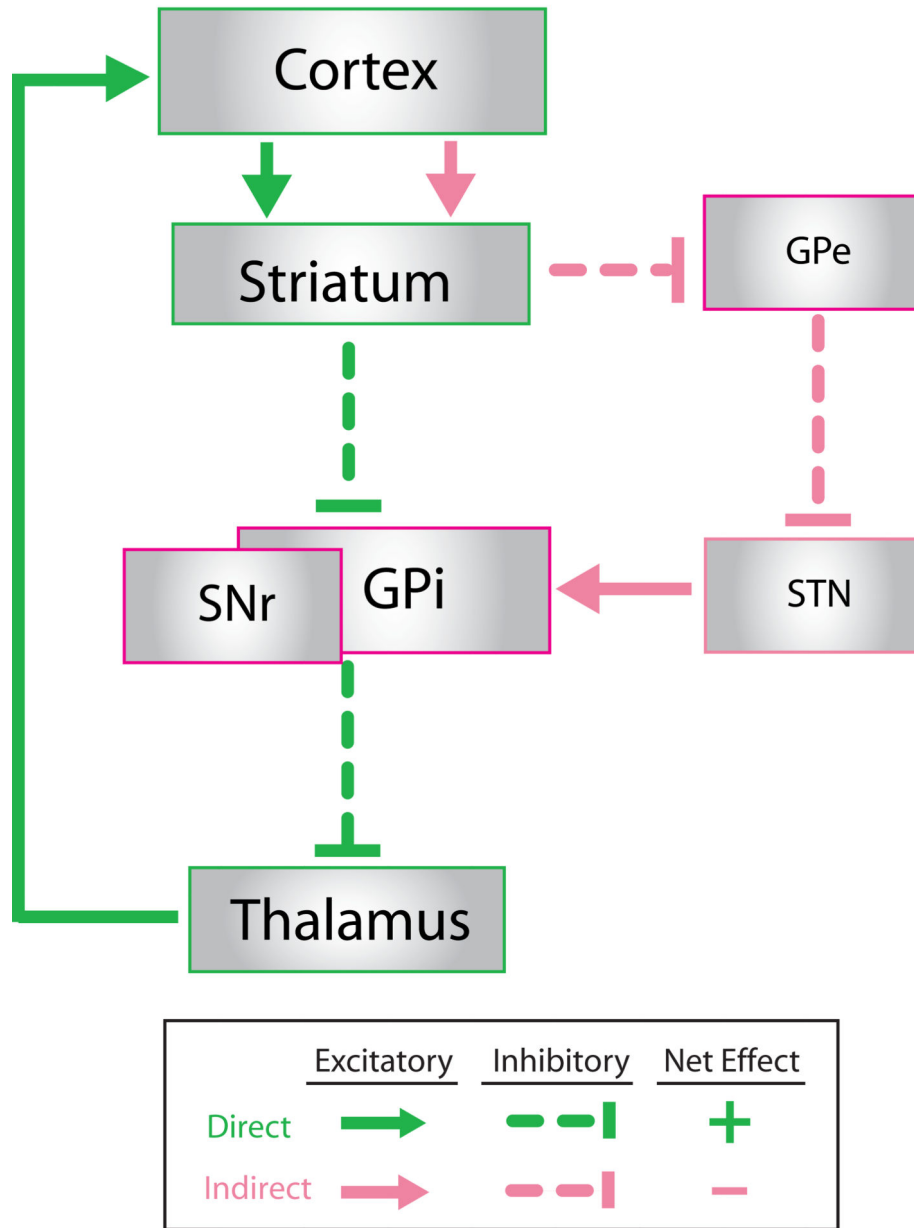 Cortex
Striatum
GPe
SNr
GPi
STN
Thalamus
Excitatory Inhibitory Net Effect
Direct +
Indirect −